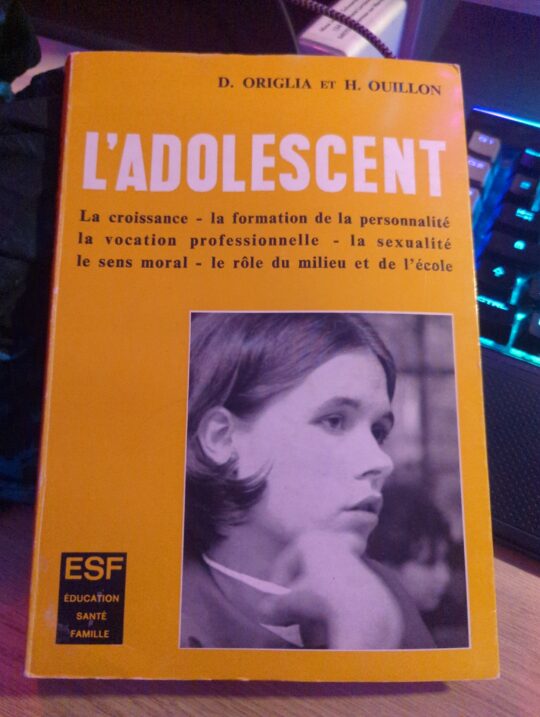 D. ORIGLIA ET H. OUILLON
L'ADOLESCENT
La croissance - la formation de la personnalité
la vocation professionnelle - la sexualité
le sens moral - le rôle du milieu et de l'école
ESF
ÉDUCATION
SANTÉ
FAMILLE